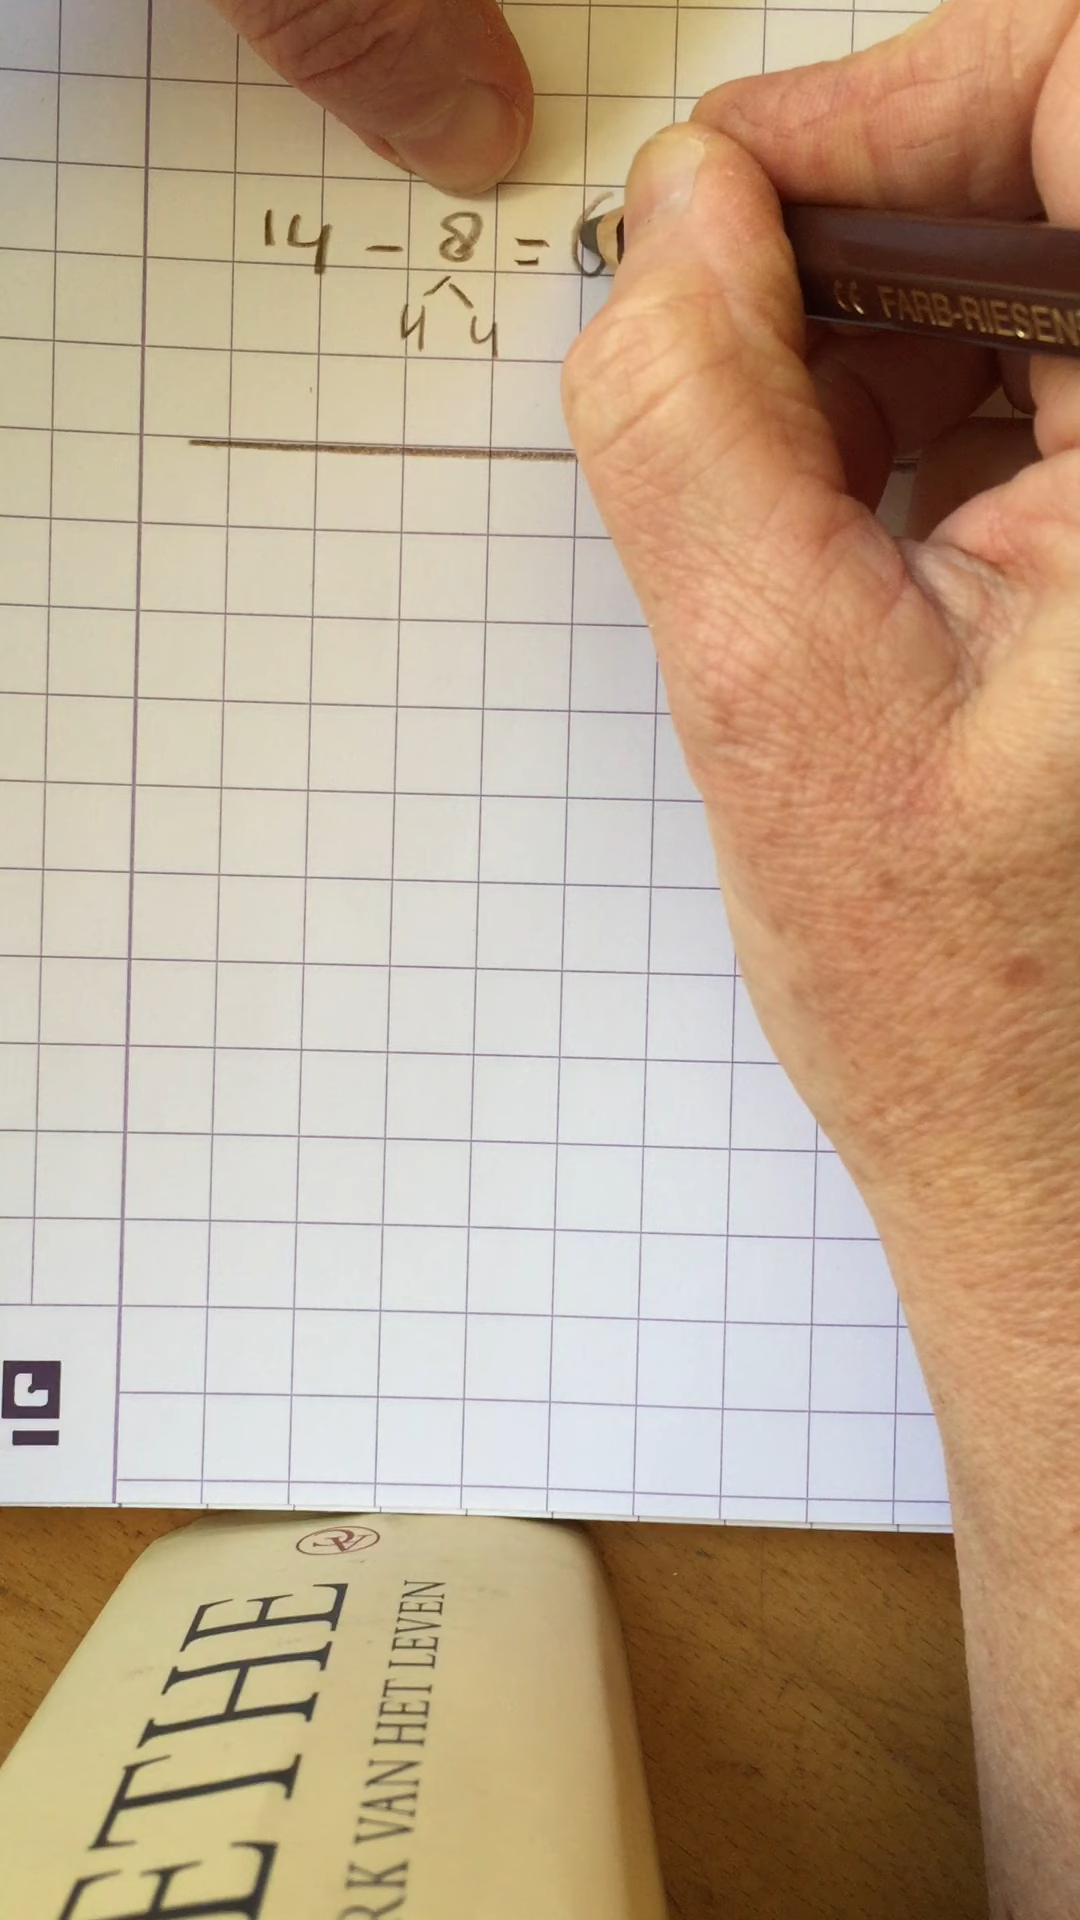 14 - 8 = 6
4 4
FARB-RIESEN
ETHE
RK VAN HET LEVEN